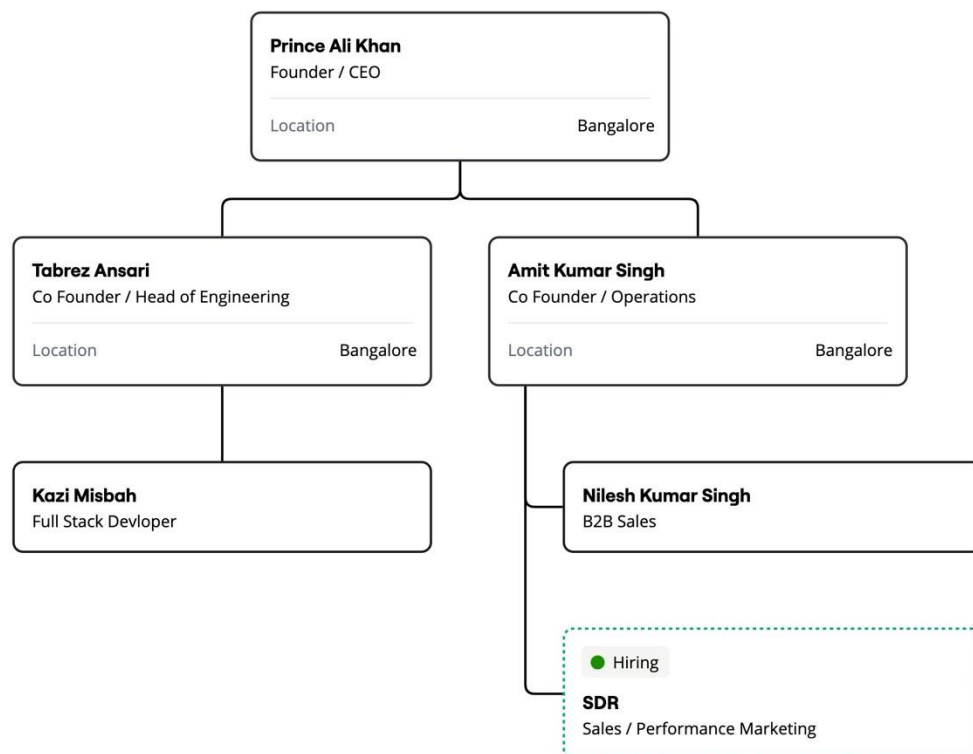 Prince Ali Khan
Founder / CEO
Location Bangalore
Tabrez Ansari
Co Founder / Head of Engineering
Location Bangalore
Amit Kumar Singh
Co Founder / Operations
Location Bangalore
Kazi Misbah
Full Stack Devloper
Nilesh Kumar Singh
B2B Sales
Hiring
SDR
Sales / Performance Marketing